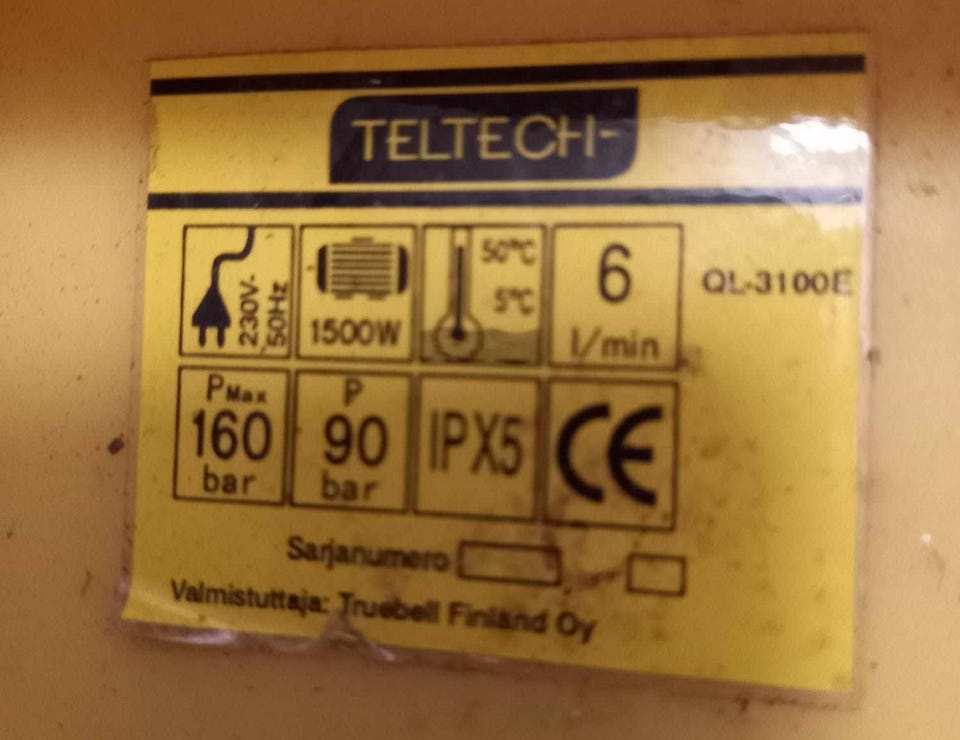 TELTECH
230V~
50Hz
1500W
50°C
5°C
6
l/min
QL-3100E
PMax
160
bar
P
90
bar
IPX5
CE
Sarjanumero
Valmistuttaja: Truebell Finland Oy